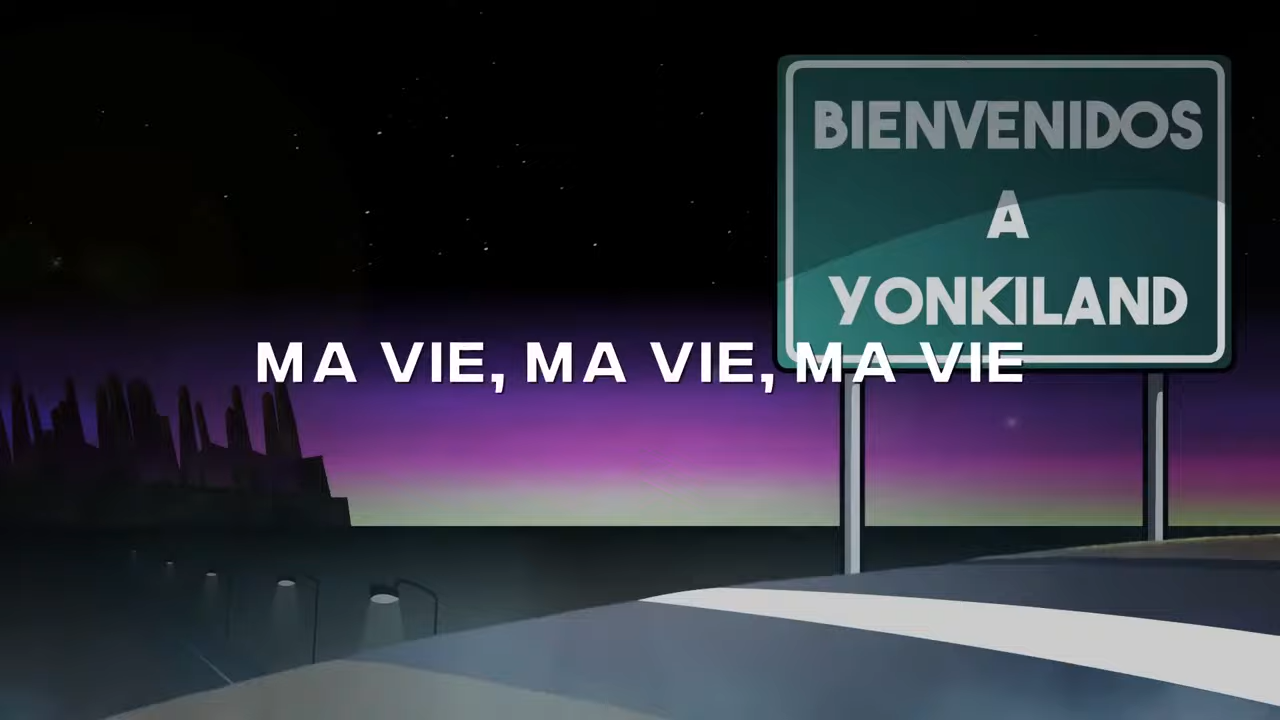 BIENVENIDOS
A
YONKILAND
MA VIE, MA VIE, MA VIE